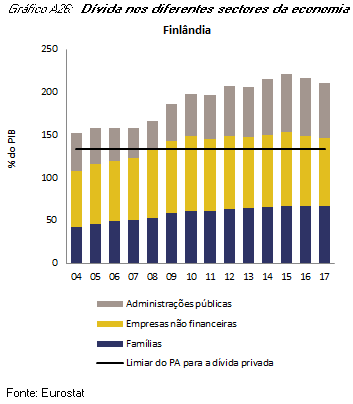 Gráfico A26: Dívida nos diferentes sectores da economia
Finlândia
250
200
150
100
50
0
% do PIB
04 05 06 07 08 09 10 11 12 13 14 15 16 17
Administrações públicas
Empresas não financeiras
Famílias
Limiar do PA para a dívida privada
Fonte: Eurostat